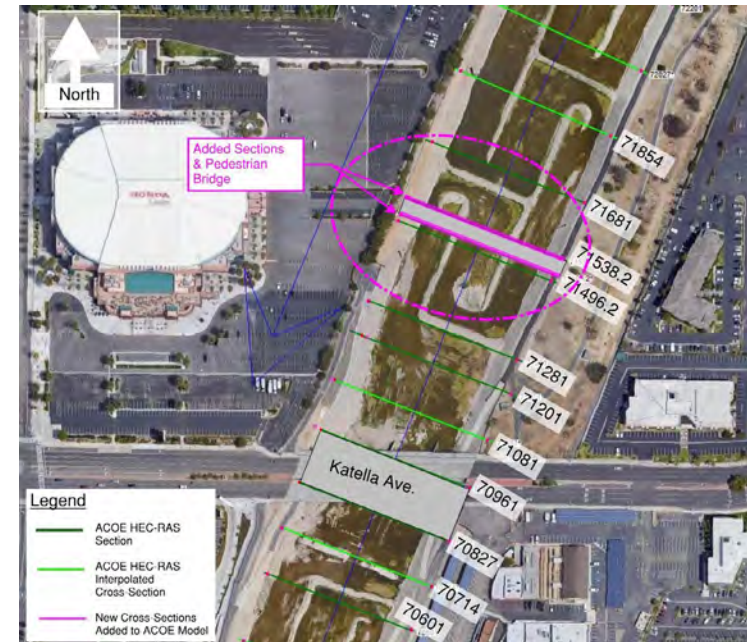 72201
North
72027
Added Sections
& Pedestrian
Bridge
71854
71681
71538.2
71496.2
71281
71201
71081
Katella Ave.
70961
70827
70714
70601
Legend
ACOE HEC-RAS
Section
ACOE HEC-RAS
Interpolated
Cross-Section
New Cross-Sections
Added to ACOE Model